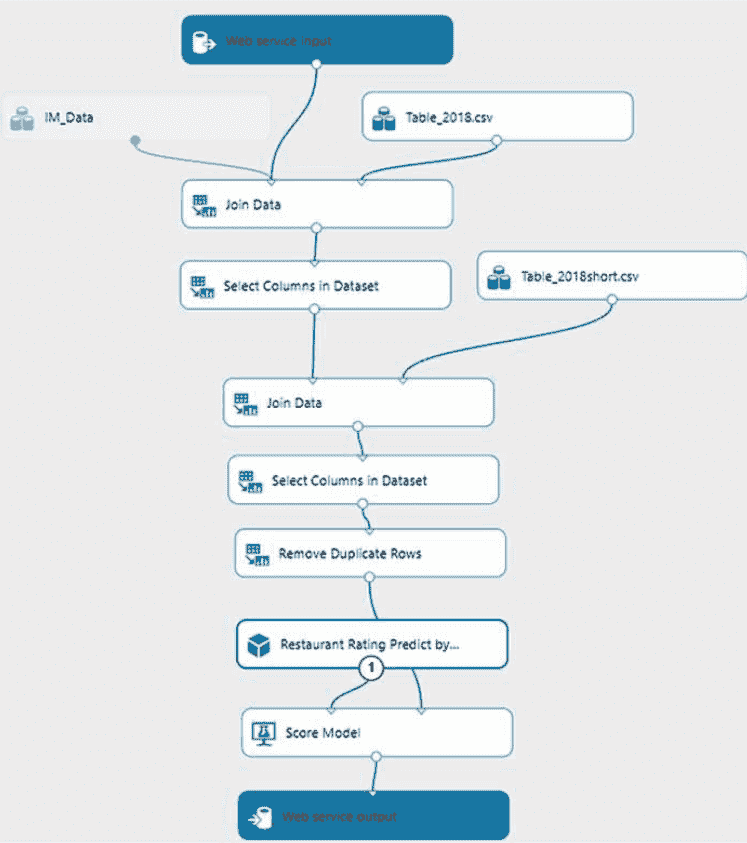 Web service input
IM_Data
Table_2018.csv
Join Data
Select Columns in Dataset
Table_2018short.csv
Join Data
Select Columns in Dataset
Remove Duplicate Rows
Restaurant Rating Predict by...
1
Score Model
Web service output